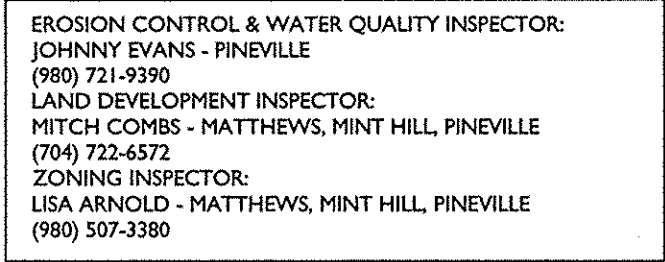 EROSION CONTROL & WATER QUALITY INSPECTOR:
JOHNNY EVANS - PINEVILLE
(980) 721-9390
LAND DEVELOPMENT INSPECTOR:
MITCH COMBS - MATTHEWS, MINT HILL, PINEVILLE
(704) 722-6572
ZONING INSPECTOR:
LISA ARNOLD - MATTHEWS, MINT HILL, PINEVILLE
(980) 507-3380